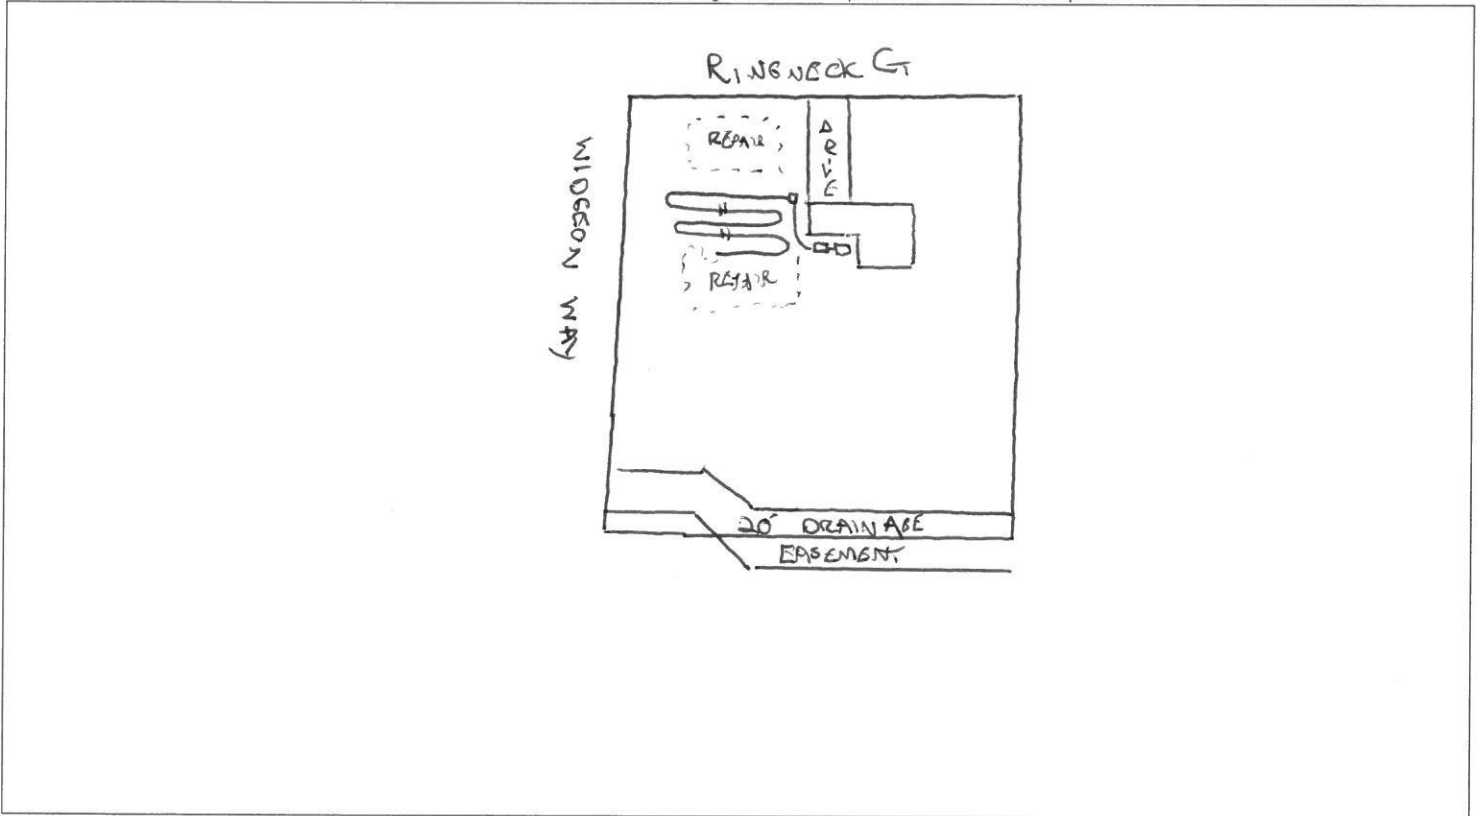 RINGNECK CT
REPAIR
DRIVE
WIDGEON WAY
REPAIR
20' DRAINAGE
EASEMENT